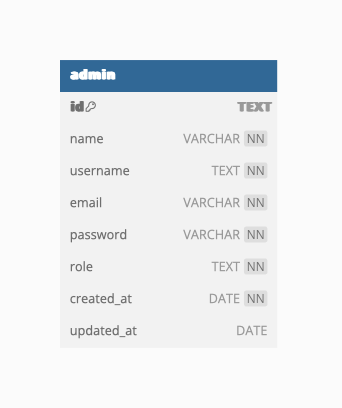 admin
id TEXT
name VARCHAR NN
username TEXT NN
email VARCHAR NN
password VARCHAR NN
role TEXT NN
created_at DATE NN
updated_at DATE